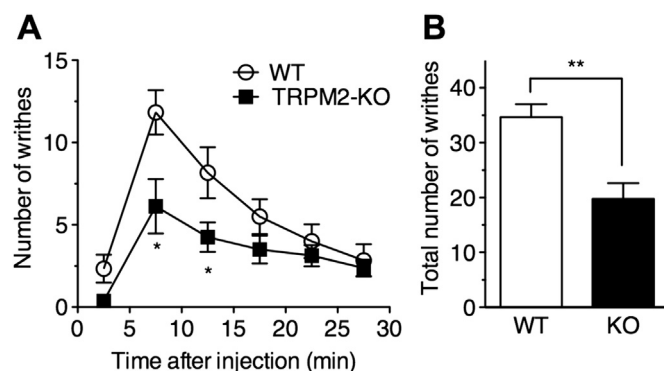 A
15
10
5
0
Number of writhes
WT
TRPM2-KO
*
*
0 5 10 15 20 25 30
Time after injection (min)
B
40
30
20
10
0
Total number of writhes
**
WT KO